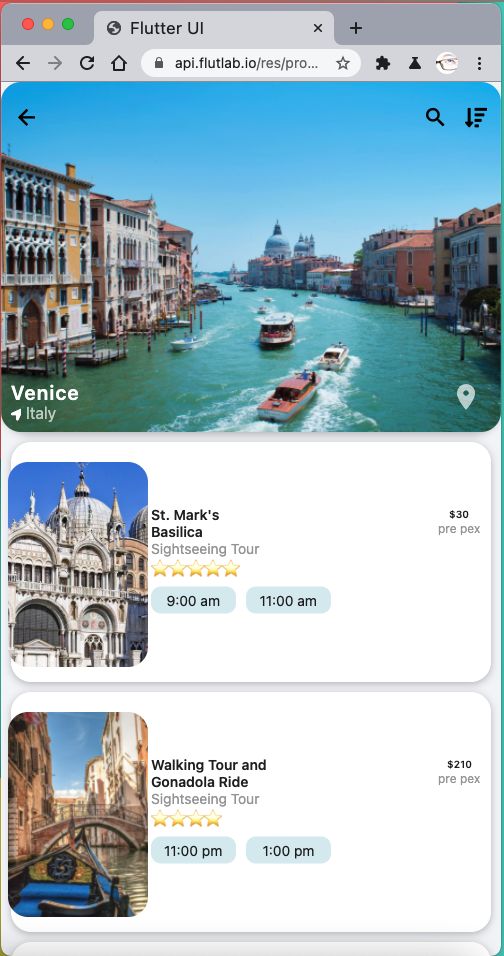 Flutter UI
api.flutlab.io/res/pro...
Venice
Italy
St. Mark's
Basilica
Sightseeing Tour
9:00 am
11:00 am
$30
pre pex
Walking Tour and
Gonadola Ride
Sightseeing Tour
11:00 pm
1:00 pm
$210
pre pex